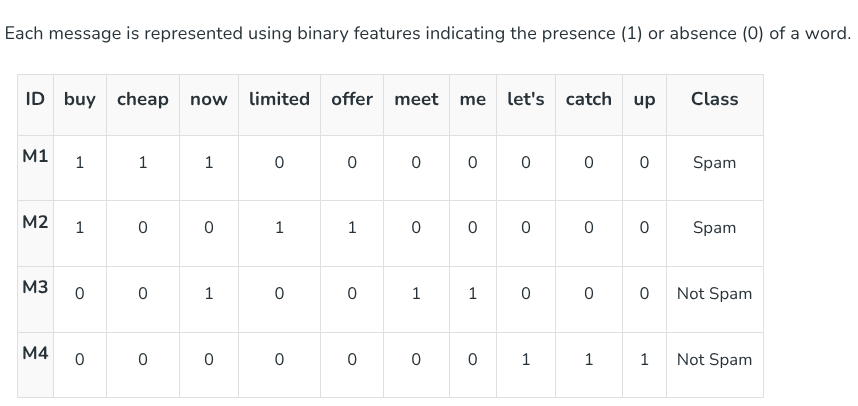 Each message is represented using binary features indicating the presence (1) or absence (0) of a word.
ID buy cheap now limited offer meet me let's catch up Class
M1 1 1 1 0 0 0 0 0 0 0 Spam
M2 1 0 0 1 1 0 0 0 0 0 Spam
M3 0 0 1 0 0 1 1 0 0 0 Not Spam
M4 0 0 0 0 0 0 0 1 1 1 Not Spam